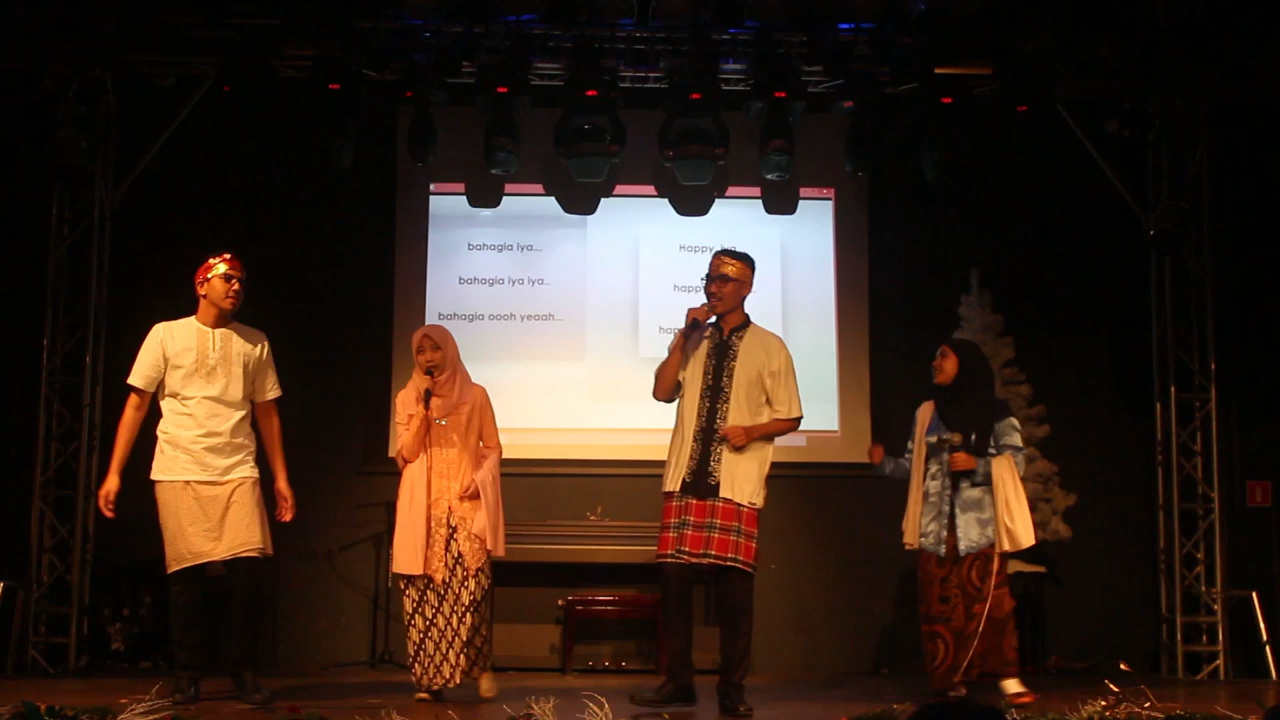 bahagia iya....
bahagia iya iya..
bahagia oooh yeaah....
Happy, iya